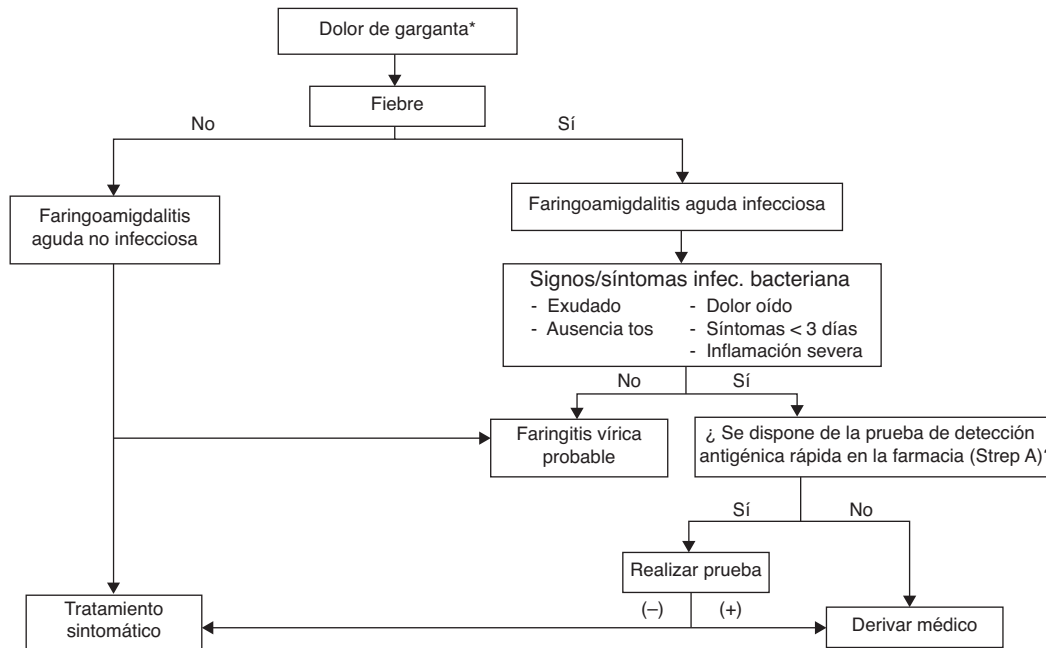 Dolor de garganta*
Fiebre
No
Sí
Faringoamigdalitis
aguda no infecciosa
Faringoamigdalitis aguda infecciosa
Signos/síntomas infec. bacteriana
- Exudado
- Dolor oído
- Ausencia tos
- Síntomas < 3 días
- Inflamación severa
No
Sí
Faringitis vírica
probable
¿ Se dispone de la prueba de detección
antigénica rápida en la farmacia (Strep A)?
Sí
No
Realizar prueba
(–)
(+)
Tratamiento
sintomático
Derivar médico